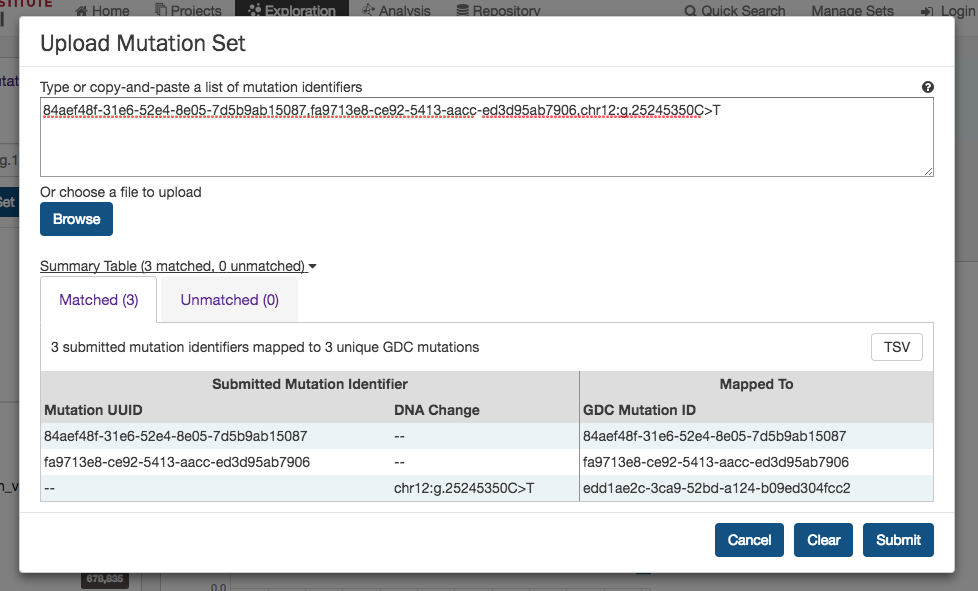 STITUTE
Home Projects Exploration Analysis Repository Quick Search Manage Sets Login
Upload Mutation Set
Type or copy-and-paste a list of mutation identifiers
84aef48f-31e6-52e4-8e05-7d5b9ab15087,fa9713e8-ce92-5413-aacc-ed3d95ab7906,chr12:g.25245350C>T
Or choose a file to upload
Browse
Summary Table (3 matched, 0 unmatched)
Matched (3) Unmatched (0)
3 submitted mutation identifiers mapped to 3 unique GDC mutations TSV
Submitted Mutation Identifier Mapped To
Mutation UUID DNA Change GDC Mutation ID
84aef48f-31e6-52e4-8e05-7d5b9ab15087 -- 84aef48f-31e6-52e4-8e05-7d5b9ab15087
fa9713e8-ce92-5413-aacc-ed3d95ab7906 -- fa9713e8-ce92-5413-aacc-ed3d95ab7906
-- chr12:g.25245350C>T edd1ae2c-3ca9-52bd-a124-b09ed304fcc2
Cancel Clear Submit
678,835
0.0